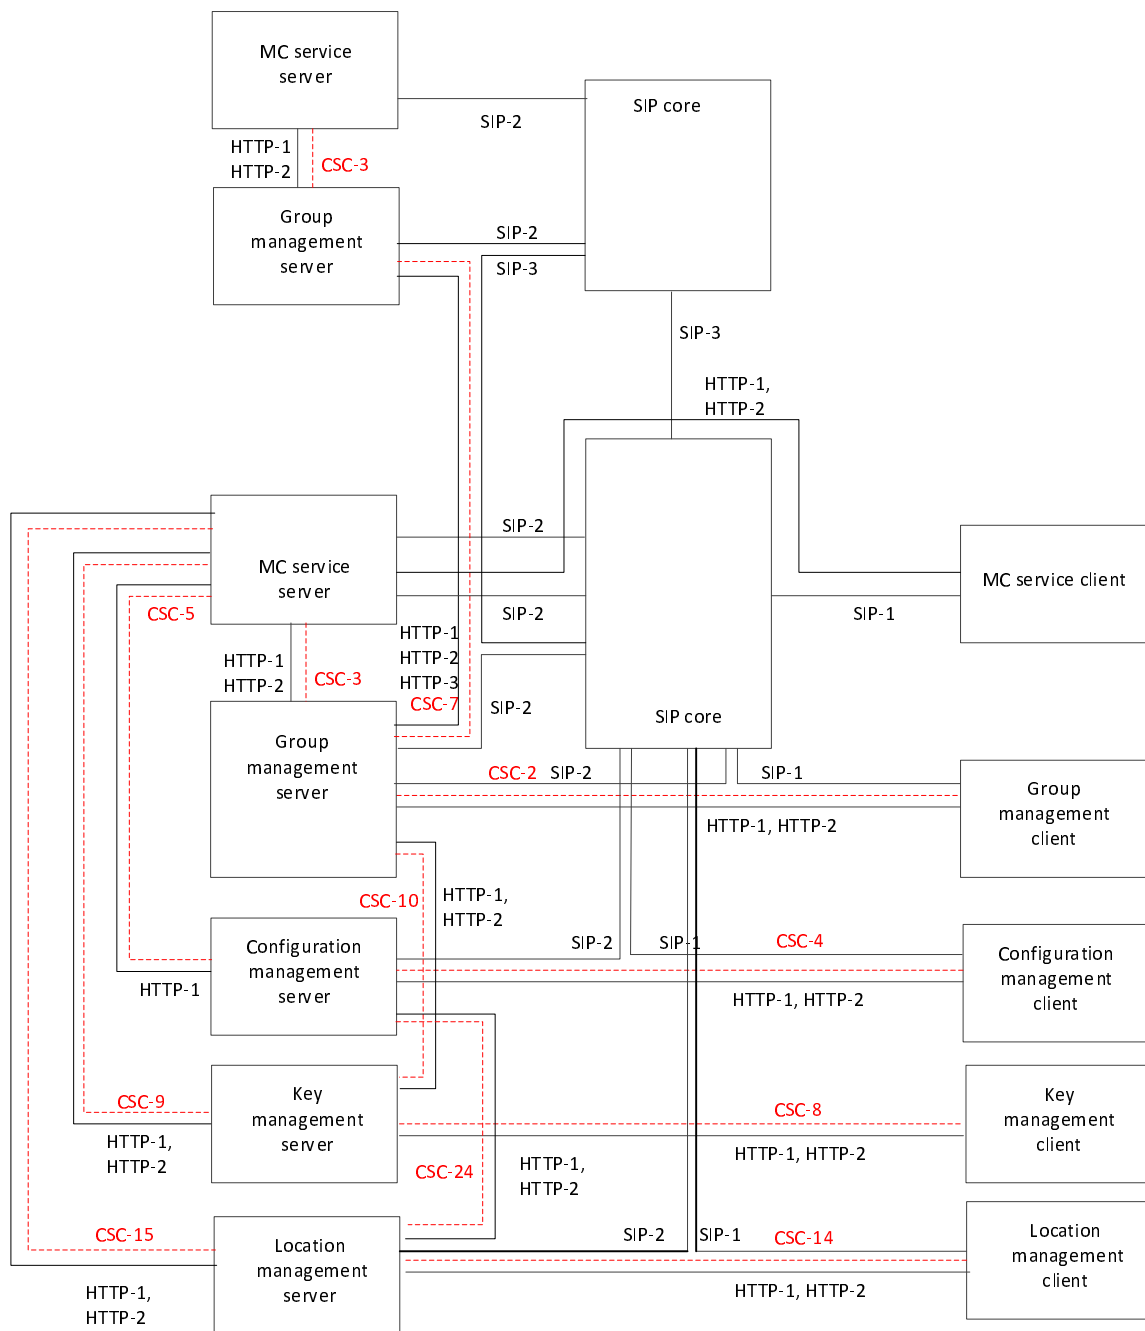 MC service
server
SIP core
SIP-2
HTTP-1
HTTP-2
CSC-3
Group
management
server
SIP-2
SIP-3
SIP-3
HTTP-1,
HTTP-2
SIP-2
MC service
server
MC service client
CSC-5
SIP-2
SIP-1
HTTP-1
HTTP-2
HTTP-3
CSC-7
HTTP-1
HTTP-2
CSC-3
SIP-2
SIP core
Group
management
server
CSC-2
SIP-2
SIP-1
Group
management
client
HTTP-1, HTTP-2
CSC-10
HTTP-1,
HTTP-2
Configuration
management
server
SIP-2
SIP-1
CSC-4
Configuration
management
client
HTTP-1
HTTP-1, HTTP-2
Key
management
server
CSC-9
CSC-8
Key
management
client
HTTP-1,
HTTP-2
HTTP-1, HTTP-2
CSC-24
HTTP-1,
HTTP-2
CSC-15
Location
management
server
SIP-2
SIP-1
CSC-14
Location
management
client
HTTP-1,
HTTP-2
HTTP-1, HTTP-2